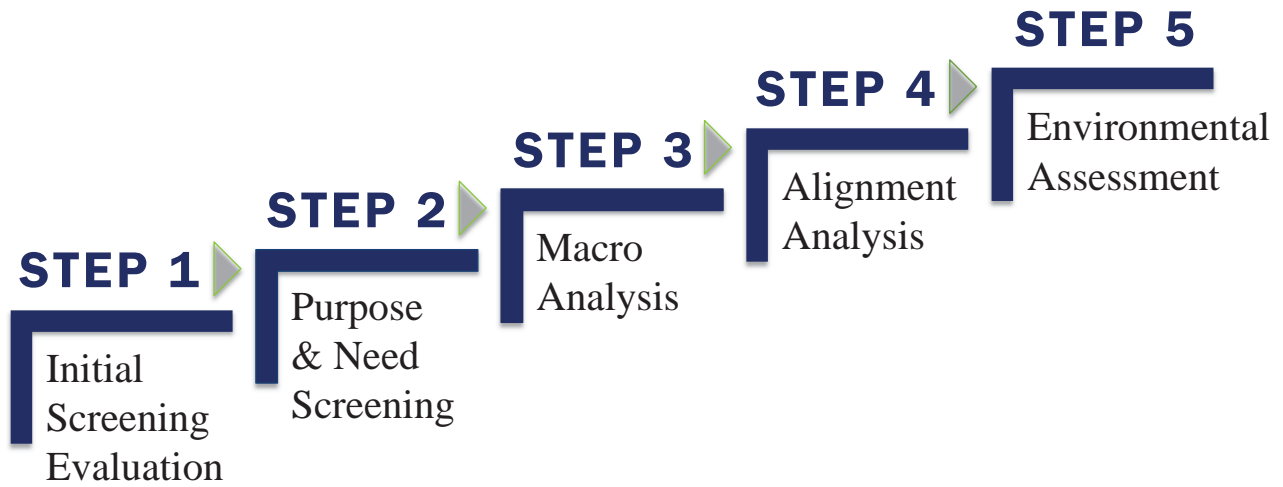 STEP 1
Initial
Screening
Evaluation
STEP 2
Purpose
& Need
Screening
STEP 3
Macro
Analysis
STEP 4
Alignment
Analysis
STEP 5
Environmental
Assessment